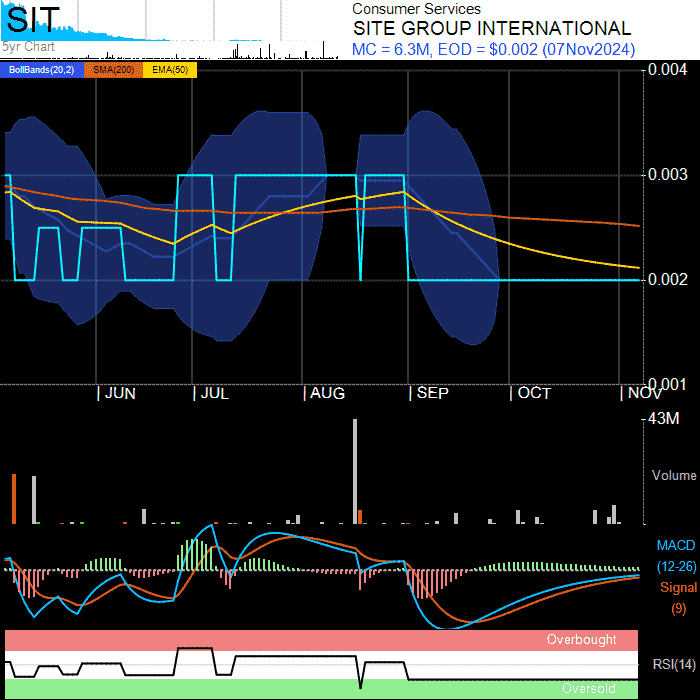 SIT
5yr Chart
Consumer Services
SITE GROUP INTERNATIONAL
MC = 6.3M, EOD = $0.002 (07Nov2024)
BollBands(20,2) SMA(200) EMA(50)
0.004
0.003
0.002
0.001
JUN JUL AUG SEP OCT NOV
43M
Volume
MACD
(12-26)
Signal
(9)
Overbought
RSI(14)
Oversold